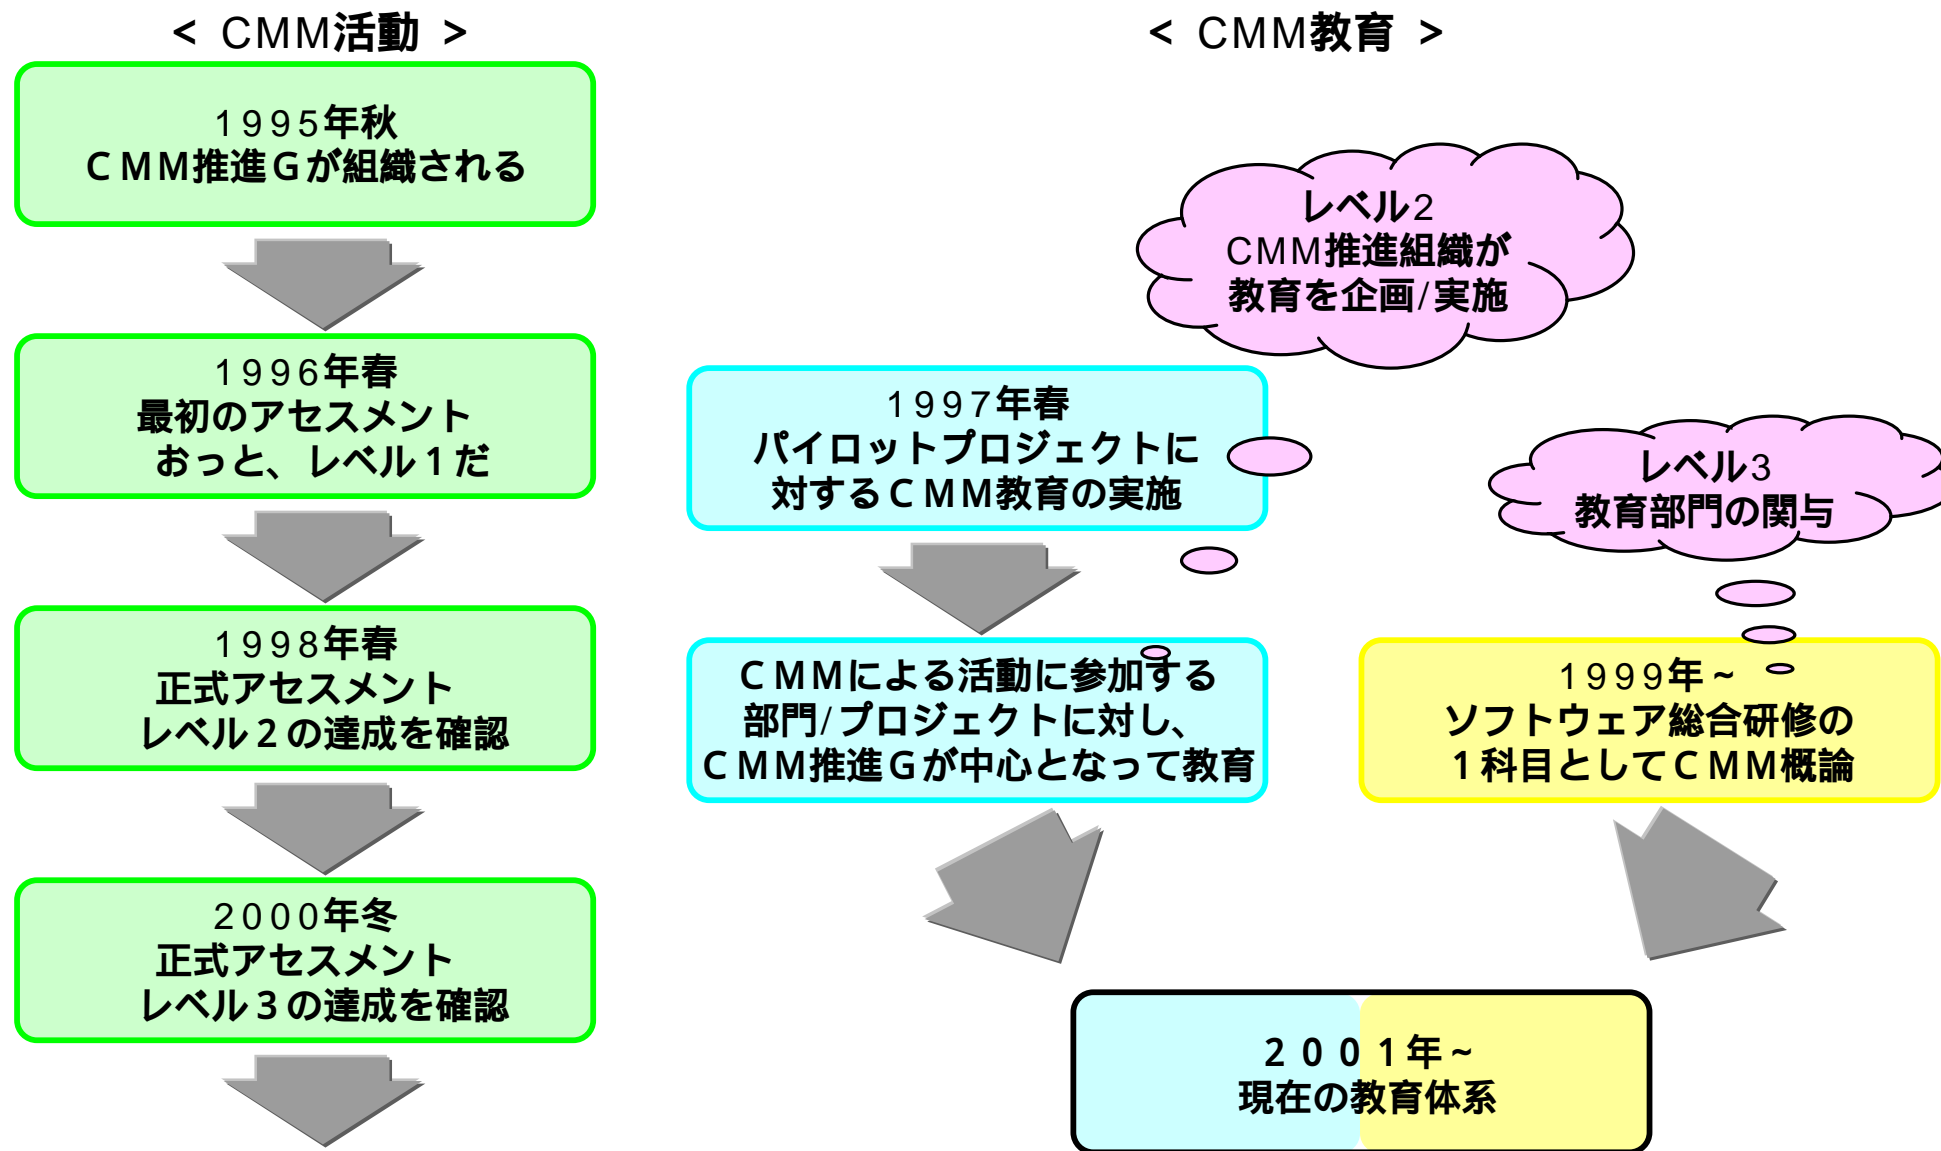 < CMM活動 >
1995年秋
CMM推進Gが組織される
1996年春
最初のアセスメント
おっと、レベル1だ
1998年春
正式アセスメント
レベル2の達成を確認
2000年冬
正式アセスメント
レベル3の達成を確認
< CMM教育 >
レベル2
CMM推進組織が
教育を企画/実施
1997年春
パイロットプロジェクトに
対するCMM教育の実施
CMMによる活動に参加する
部門/プロジェクトに対し、
CMM推進Gが中心となって教育
レベル3
教育部門の関与
1999年~
ソフトウェア総合研修の
1科目としてCMM概論
2001年~
現在の教育体系